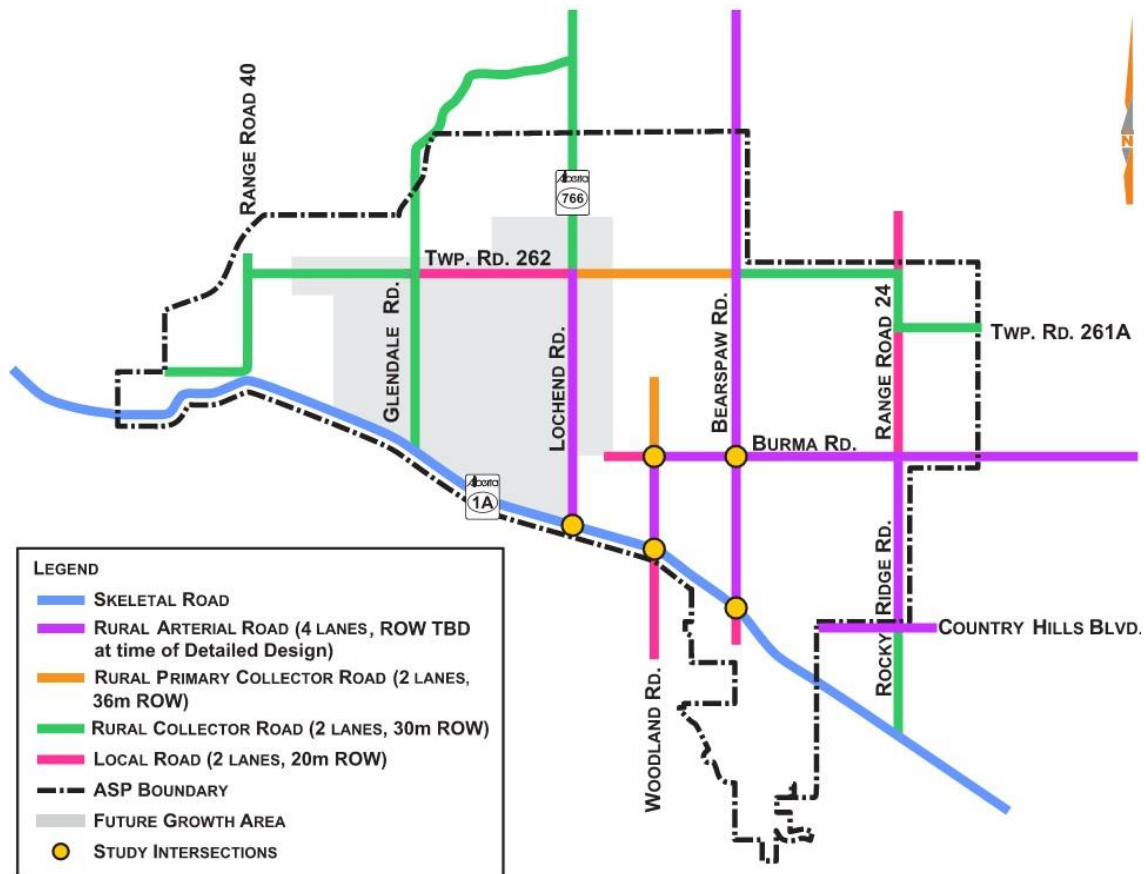 RANGE ROAD 40
N
Alberta
766
TWP. RD. 262
GLENDALE RD.
LOCHEND RD.
BEARSPAW RD.
RANGE ROAD 24
TWP. RD. 261A
BURMA RD.
Alberta
1A
ROCKY RIDGE RD.
COUNTRY HILLS BLVD.
WOODLAND RD.
LEGEND
SKELETAL ROAD
RURAL ARTERIAL ROAD (4 LANES, ROW TBD
at time of Detailed Design)
RURAL PRIMARY COLLECTOR ROAD (2 LANES,
36m ROW)
RURAL COLLECTOR ROAD (2 LANES, 30m ROW)
LOCAL ROAD (2 LANES, 20m ROW)
ASP BOUNDARY
FUTURE GROWTH AREA
STUDY INTERSECTIONS